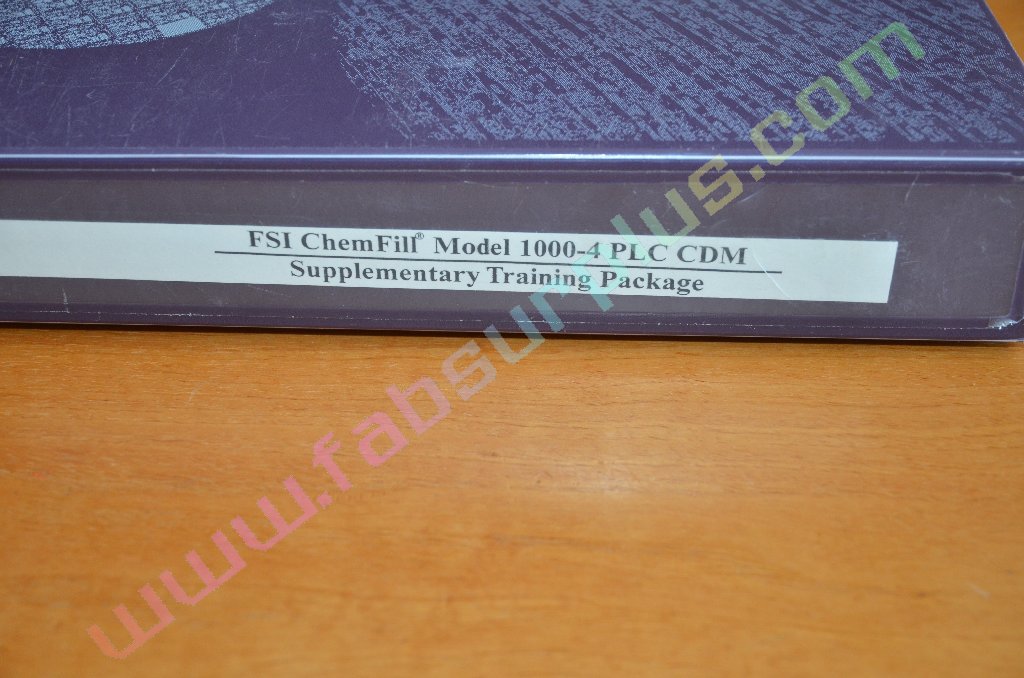 FSI ChemFill® Model 1000-4 PLC CDM
Supplementary Training Package
www.fabsurplus.com